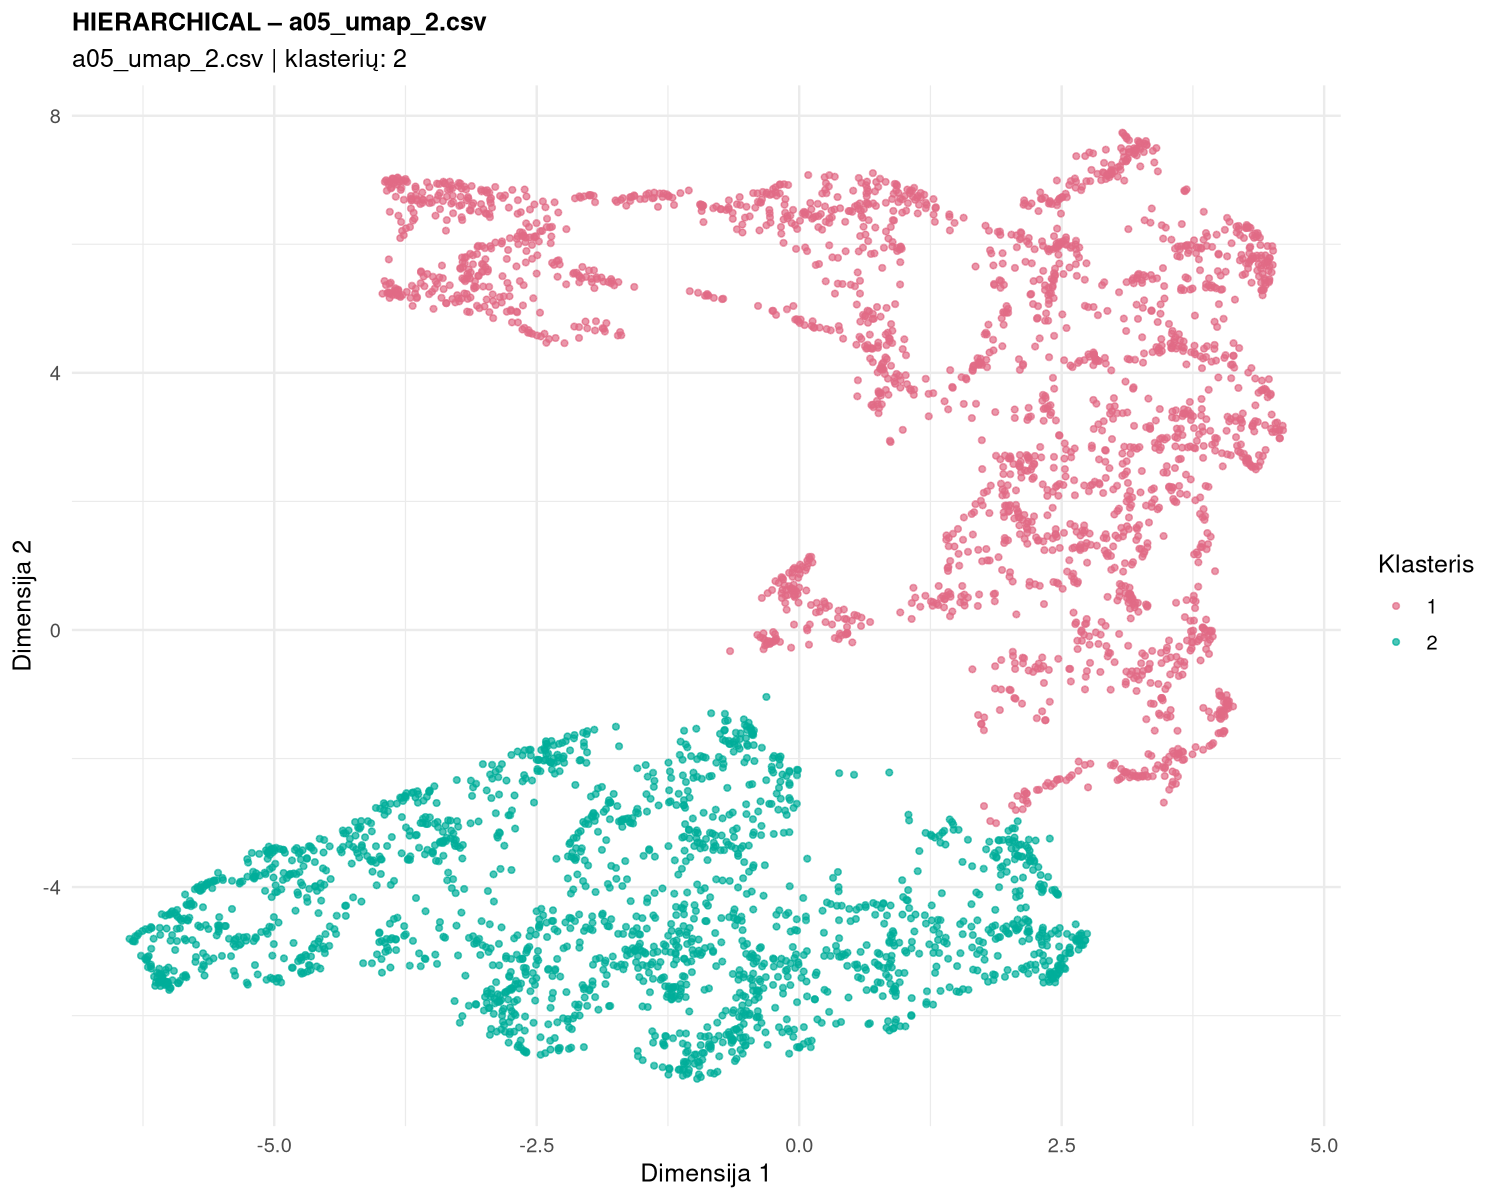 HIERARCHICAL – a05_umap_2.csv
a05_umap_2.csv | klasterių: 2
8
4
0
-4
Dimensija 2
-5.0
-2.5
0.0
2.5
5.0
Dimensija 1
Klasteris
1
2